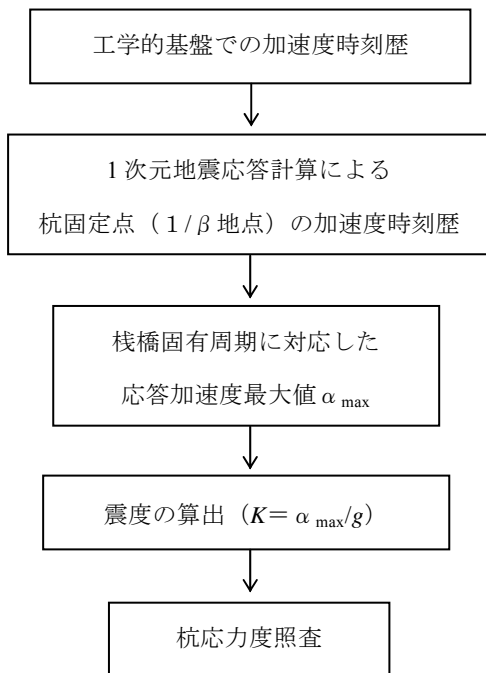 工学的基盤での加速度時刻歴
1 次元地震応答計算による
杭固定点（ 1 / β 地点）の加速度時刻歴
桟橋固有周期に対応した
応答加速度最大値 α max
震度の算出（K＝ α max/g）
杭応力度照査